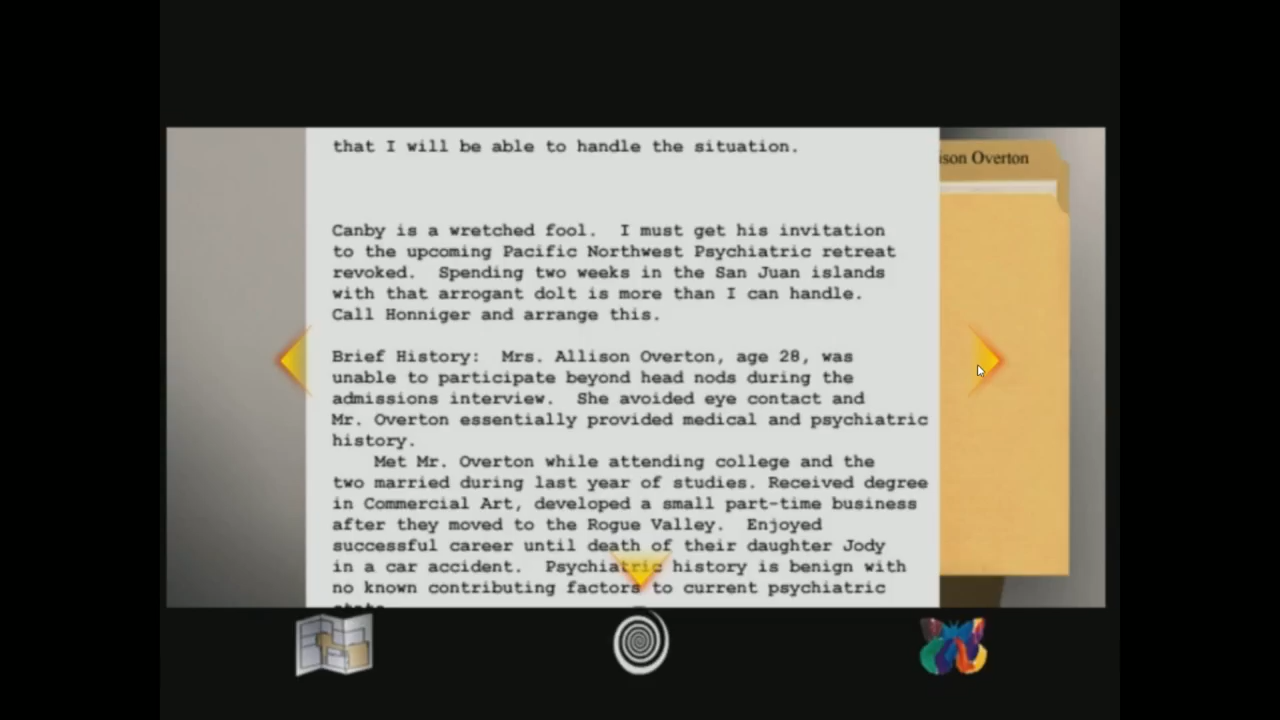 that I will be able to handle the situation.
Canby is a wretched fool.  I must get his invitation
to the upcoming Pacific Northwest Psychiatric retreat
revoked.  Spending two weeks in the San Juan islands
with that arrogant dolt is more than I can handle.
Call Honniger and arrange this.
Brief History:  Mrs. Allison Overton, age 28, was
unable to participate beyond head nods during the
admissions interview.  She avoided eye contact and
Mr. Overton essentially provided medical and psychiatric
history.
Met Mr. Overton while attending college and the
two married during last year of studies. Received degree
in Commercial Art, developed a small part-time business
after they moved to the Rogue Valley.  Enjoyed
successful career until death of their daughter Jody
in a car accident.  Psychiatric history is benign with
no known contributing factors to current psychiatric
ison Overton